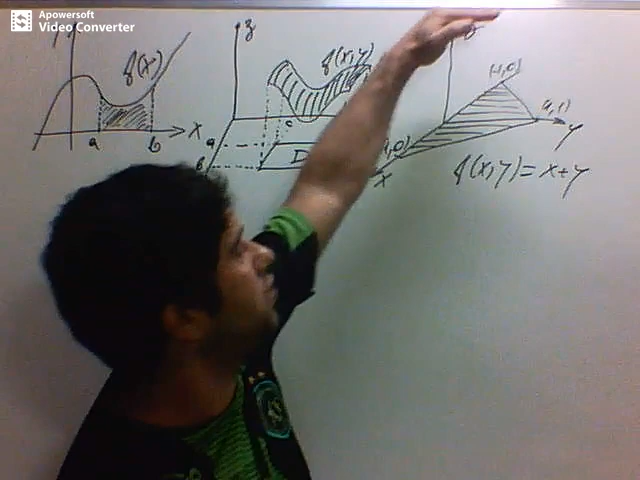 Apowersoft
Video Converter
f(x)
a
b
x
z
f(x,y)
c
a
b
D
x
(-1,0)
(0,1)
y
f(x,y) = x+y